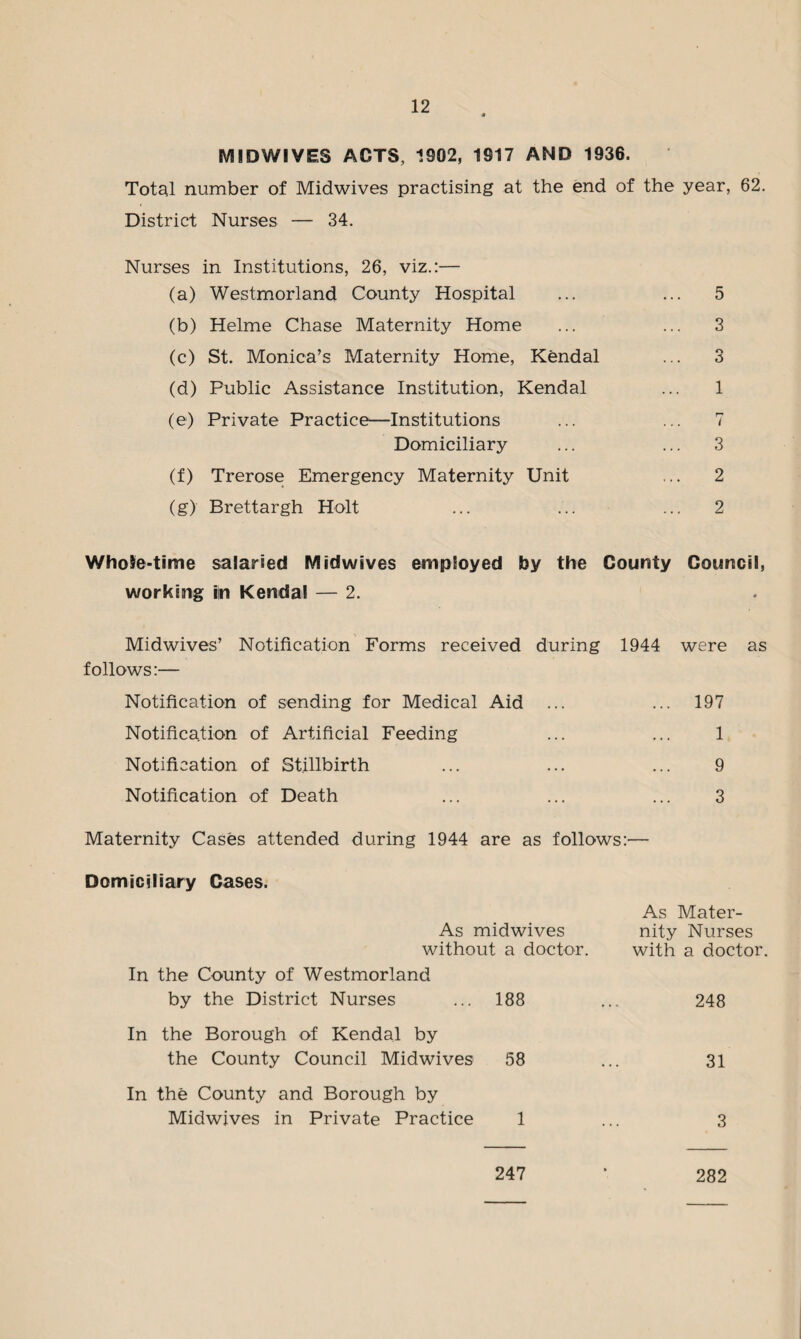 12
MIDWIVES ACTS, 1902, 1917 AND 1936.
Total number of Midwives practising at the end of the year, 62.
District Nurses — 34.
Nurses in Institutions, 26, viz.:—
(a) Westmorland County Hospital ... ... 5
(b) Helme Chase Maternity Home ... ... 3
(c) St. Monica's Maternity Home, Kendal ... 3
(d) Public Assistance Institution, Kendal ... 1
(e) Private Practice—Institutions ... ... 7
Domiciliary ... ... 3
(f) Trerose Emergency Maternity Unit ... 2
(g) Brettargh Holt ... ... ... 2
Whole-time salaried Midwives employed by the County Council,
working in Kendal — 2.
Midwives' Notification Forms received during 1944 were as
follows:—
Notification of sending for Medical Aid ... ... 197
Notification of Artificial Feeding ... ... 1
Notification of Stillbirth ... ... ... 9
Notification of Death ... ... ... 3
Maternity Cases attended during 1944 are as follows:—
Domiciliary Cases.
As Mater-
As midwives nity Nurses
without a doctor. with a doctor.
In the County of Westmorland
by the District Nurses ... 188 ... 248
In the Borough of Kendal by
the County Council Midwives 58 ... 31
In the County and Borough by
Midwives in Private Practice 1 ... 3
247 282